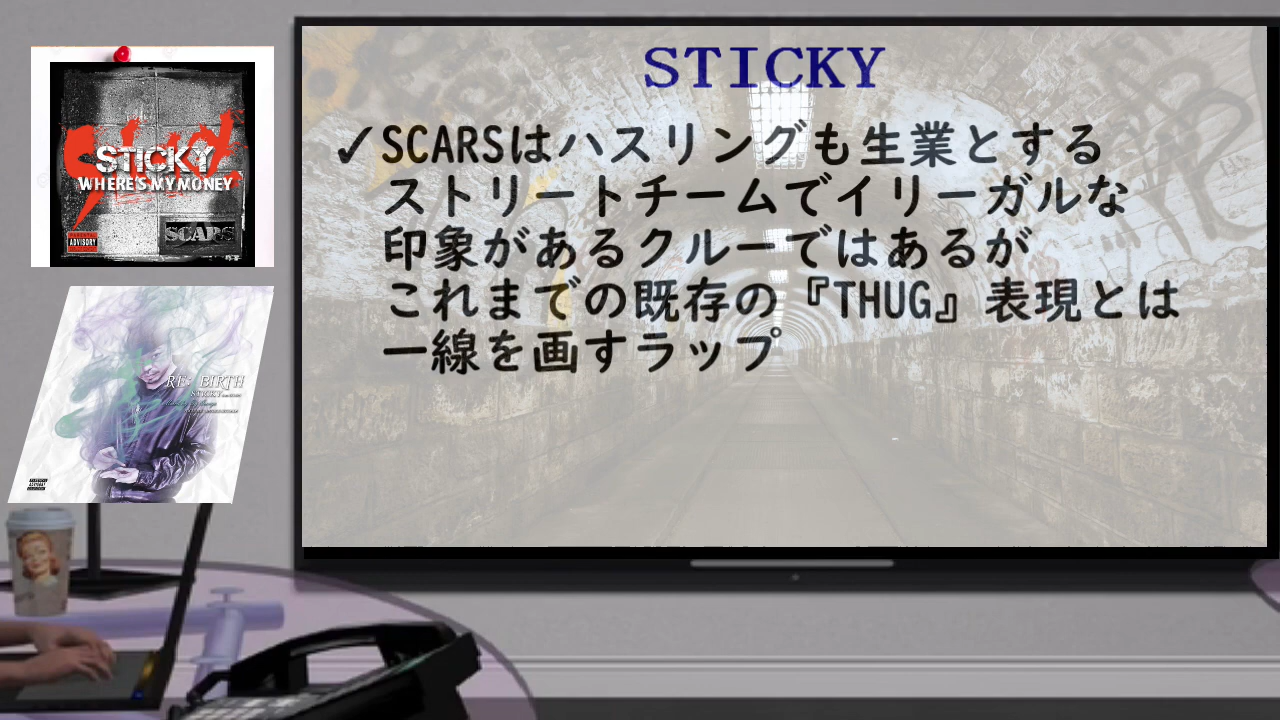 STICKY
✓SCARSはハスリングも生業とする
ストリートチームでイリーガルな
印象があるクルーではあるが
これまでの既存の『THUG』表現とは
一線を画すラップ
STICKY
WHERE'S MY MONEY
PARENTAL
ADVISORY
SCARS
RE: BIRTH
STICKY